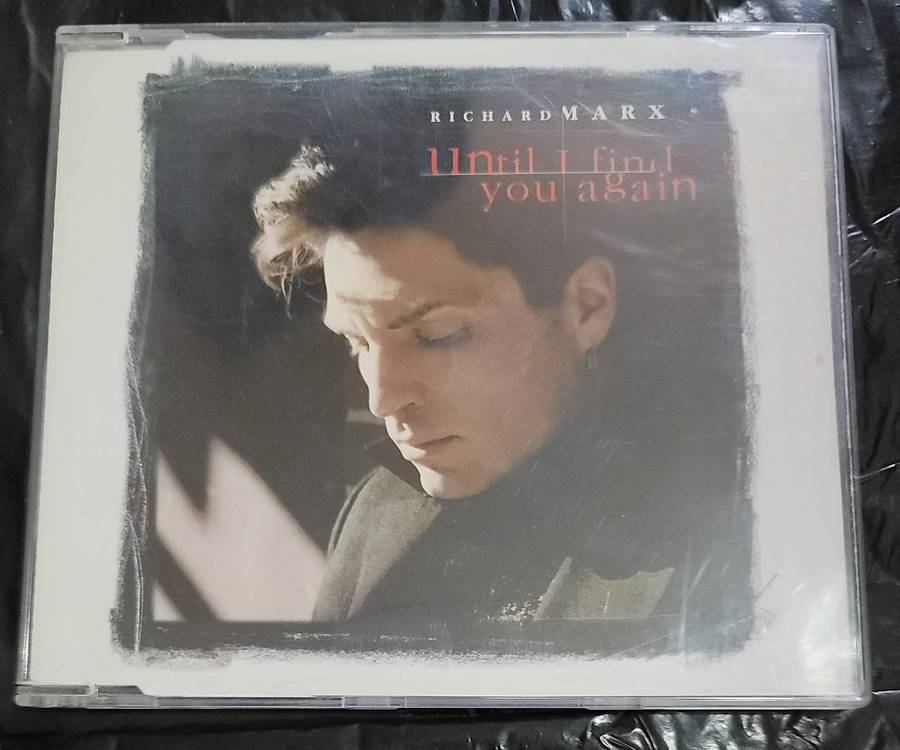 RICHARD MARX
until I find
you again